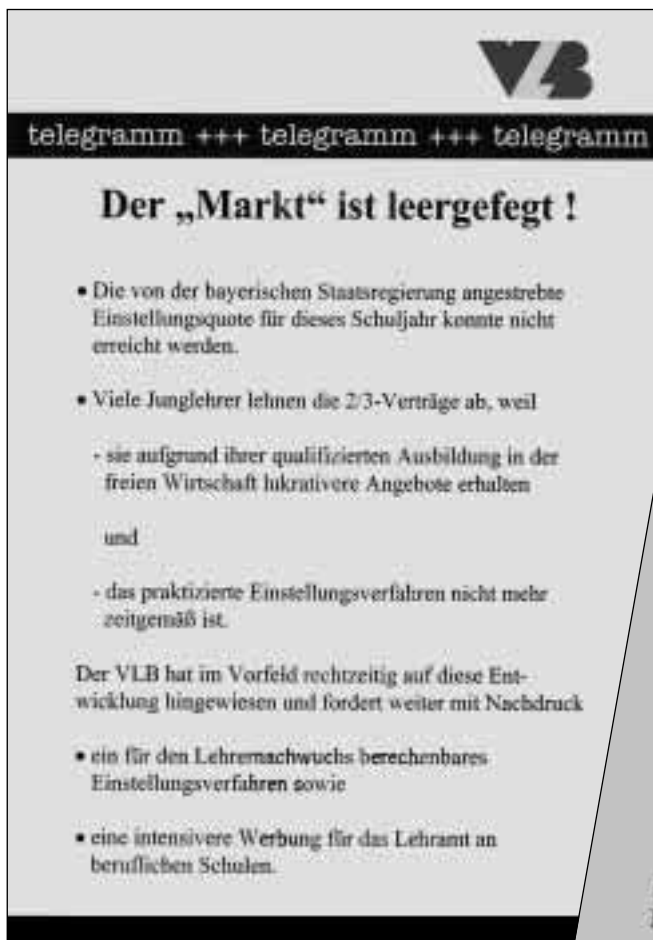 VLB
telegramm +++ telegramm +++ telegramm
Der „Markt“ ist leergefegt !
• Die von der bayerischen Staatsregierung angestrebte
Einstellungsquote für dieses Schuljahr konnte nicht
erreicht werden.
• Viele Junglehrer lehnen die 2/3-Verträge ab, weil
- sie aufgrund ihrer qualifizierten Ausbildung in der
freien Wirtschaft lukrativere Angebote erhalten
und
- das praktizierte Einstellungsverfahren nicht mehr
zeitgemäß ist.
Der VLB hat im Vorfeld rechtzeitig auf diese Ent-
wicklung hingewiesen und fordert weiter mit Nachdruck
• ein für den Lehrernachwuchs berechenbares
Einstellungsverfahren sowie
• eine intensivere Werbung für das Lehramt an
beruflichen Schulen.